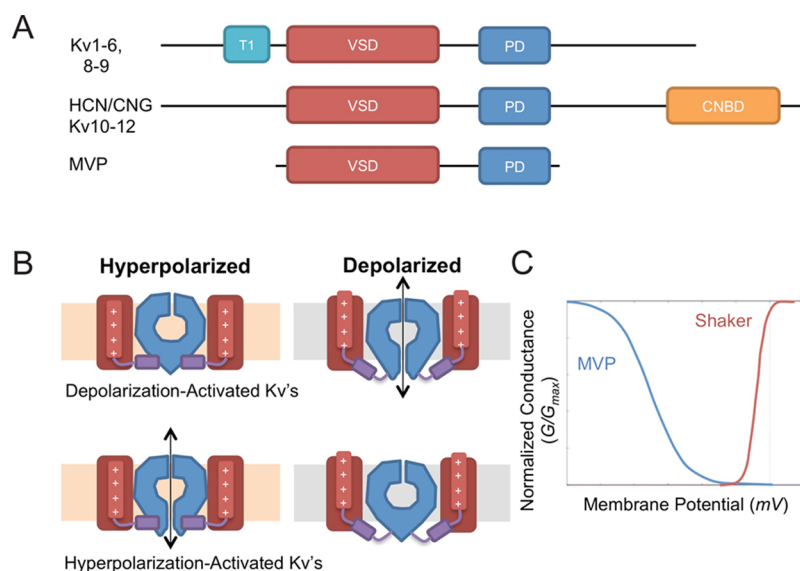 A
Kv1-6,
8-9
T1
VSD
PD
HCN/CNG
Kv10-12
VSD
PD
CNBD
MVP
VSD
PD
B
Hyperpolarized
Depolarized
+ + + +
+ + + +
+ + + +
+ + + +
Depolarization-Activated Kv's
+ + + +
+ + + +
+ + + +
+ + + +
Hyperpolarization-Activated Kv's
C
Normalized Conductance
(G/Gmax)
MVP
Shaker
Membrane Potential (mV)